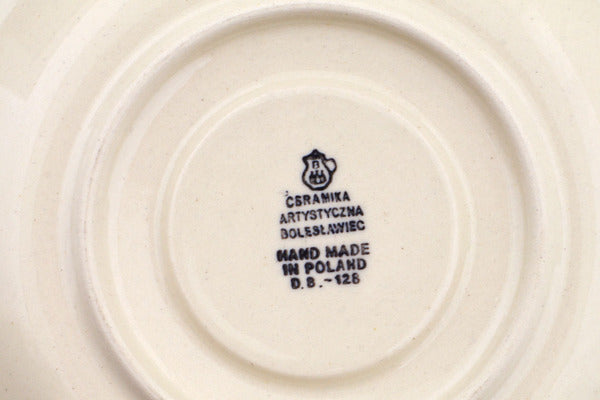 B
CERAMIKA
ARTYSTYCZNA
BOLESŁAWIEC
HAND MADE
IN POLAND
D.B.~128